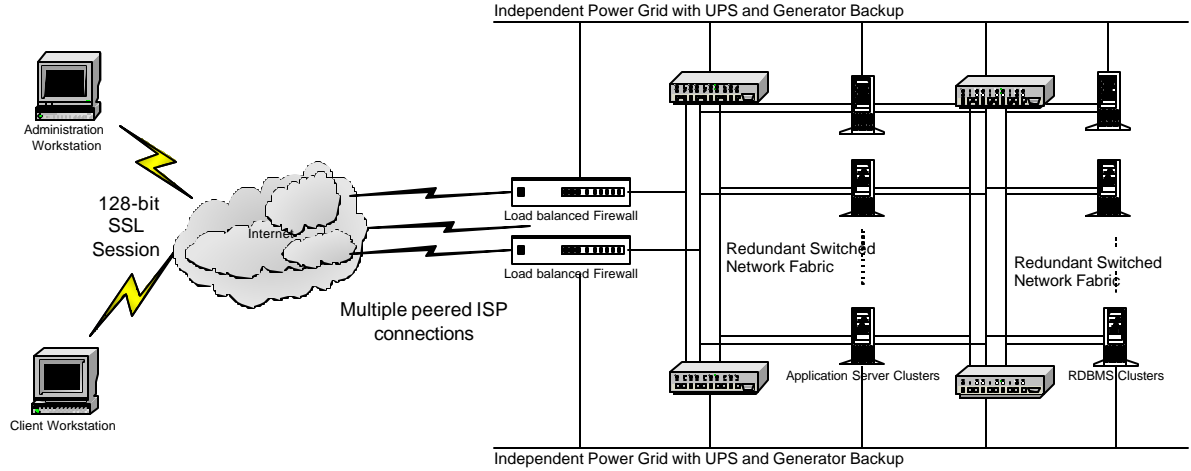 Independent Power Grid with UPS and Generator Backup
Administration
Workstation
128-bit
SSL
Session
Internet
Load balanced Firewall
Load balanced Firewall
Multiple peered ISP
connections
Redundant Switched
Network Fabric
Redundant Switched
Network Fabric
Application Server Clusters
RDBMS Clusters
Client Workstation
Independent Power Grid with UPS and Generator Backup